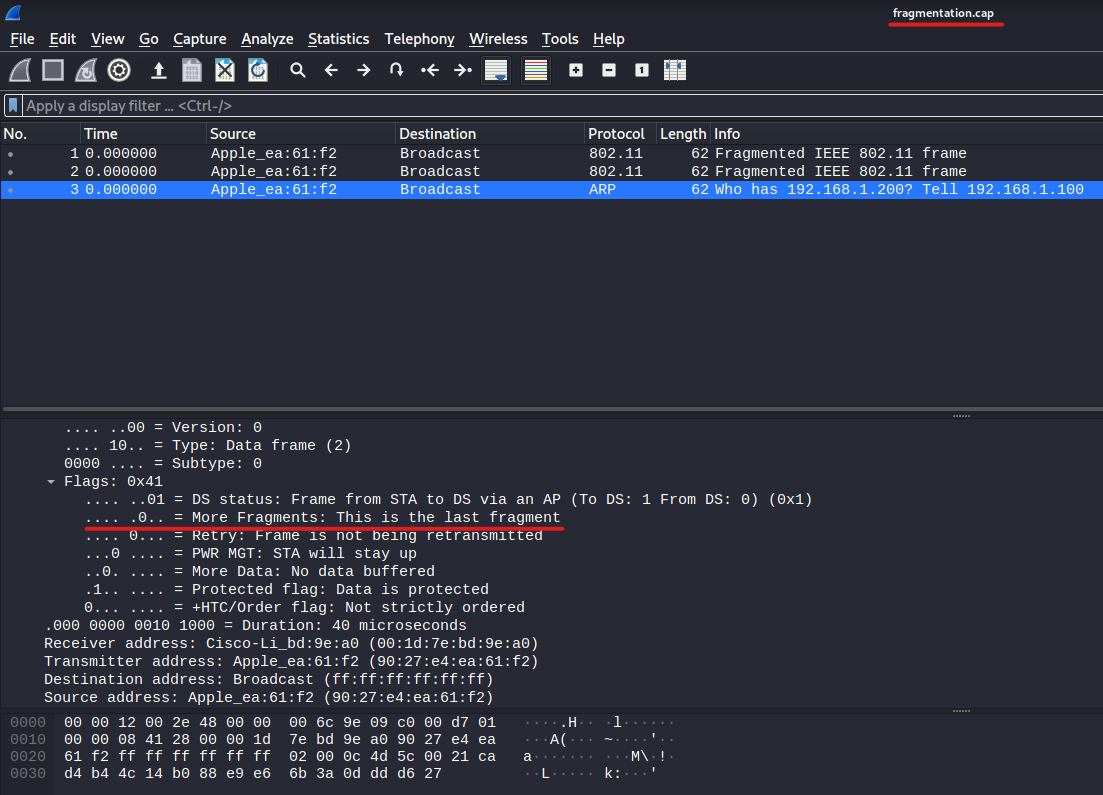 fragmentation.cap
File Edit View Go Capture Analyze Statistics Telephony Wireless Tools Help
Apply a display filter ... <Ctrl-/>
No. Time Source Destination Protocol Length Info
1 0.000000 Apple_ea:61:f2 Broadcast 802.11 62 Fragmented IEEE 802.11 frame
2 0.000000 Apple_ea:61:f2 Broadcast 802.11 62 Fragmented IEEE 802.11 frame
3 0.000000 Apple_ea:61:f2 Broadcast ARP 62 Who has 192.168.1.200? Tell 192.168.1.100
.... ..00 = Version: 0
.... 10.. = Type: Data frame (2)
0000 .... = Subtype: 0
Flags: 0x41
.... ..01 = DS status: Frame from STA to DS via an AP (To DS: 1 From DS: 0) (0x1)
.... .0.. = More Fragments: This is the last fragment
.... 0... = Retry: Frame is not being retransmitted
...0 .... = PWR MGT: STA will stay up
..0. .... = More Data: No data buffered
.1.. .... = Protected flag: Data is protected
0... .... = +HTC/Order flag: Not strictly ordered
.000 0000 0010 1000 = Duration: 40 microseconds
Receiver address: Cisco-Li_bd:9e:a0 (00:1d:7e:bd:9e:a0)
Transmitter address: Apple_ea:61:f2 (90:27:e4:ea:61:f2)
Destination address: Broadcast (ff:ff:ff:ff:ff:ff)
Source address: Apple_ea:61:f2 (90:27:e4:ea:61:f2)
0000 00 00 12 00 2e 48 00 00 00 6c 9e 09 c0 00 d7 01 ····.H·· ·l······
0010 00 00 08 41 28 00 00 1d 7e bd 9e a0 90 27 e4 ea ···A(··· ~····'··
0020 61 f2 ff ff ff ff ff ff 02 00 0c 4d 5c 00 21 ca a······· ···M\·!·
0030 d4 b4 4c 14 b0 88 e9 e6 6b 3a 0d dd d6 27 ··L····· k:···'